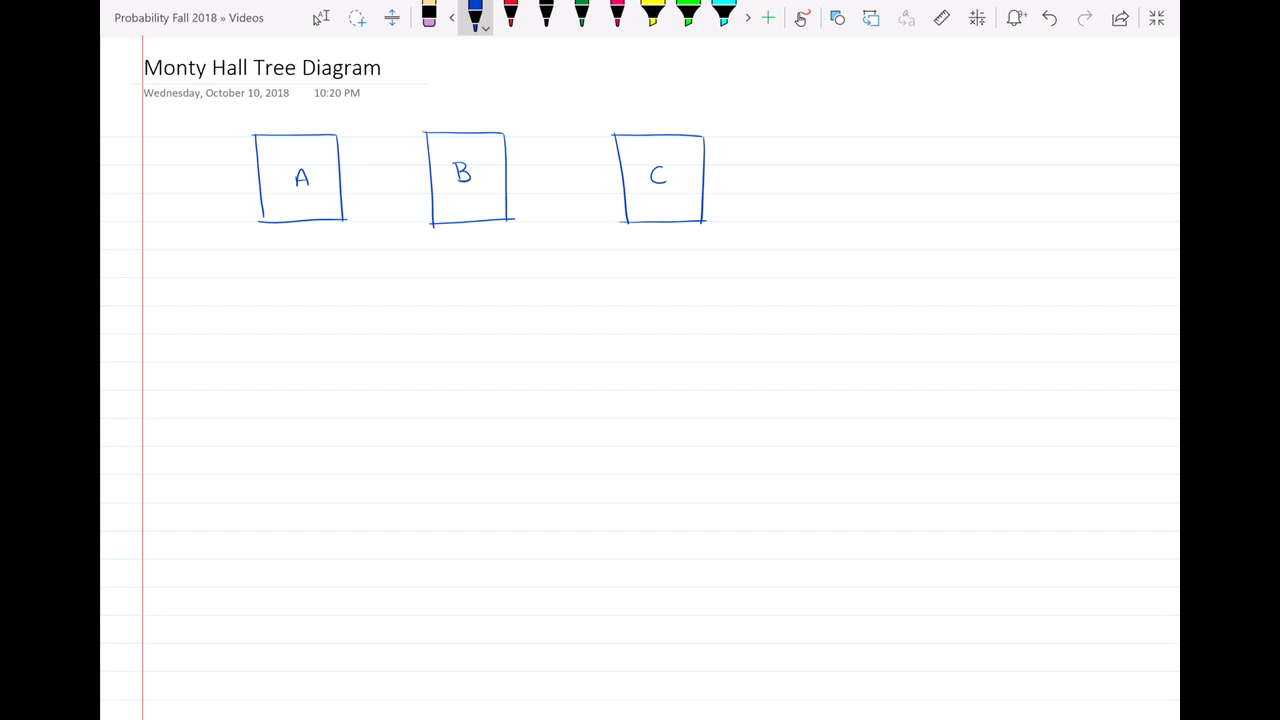 Probability Fall 2018 » Videos
Monty Hall Tree Diagram
Wednesday, October 10, 2018 10:20 PM
A B C